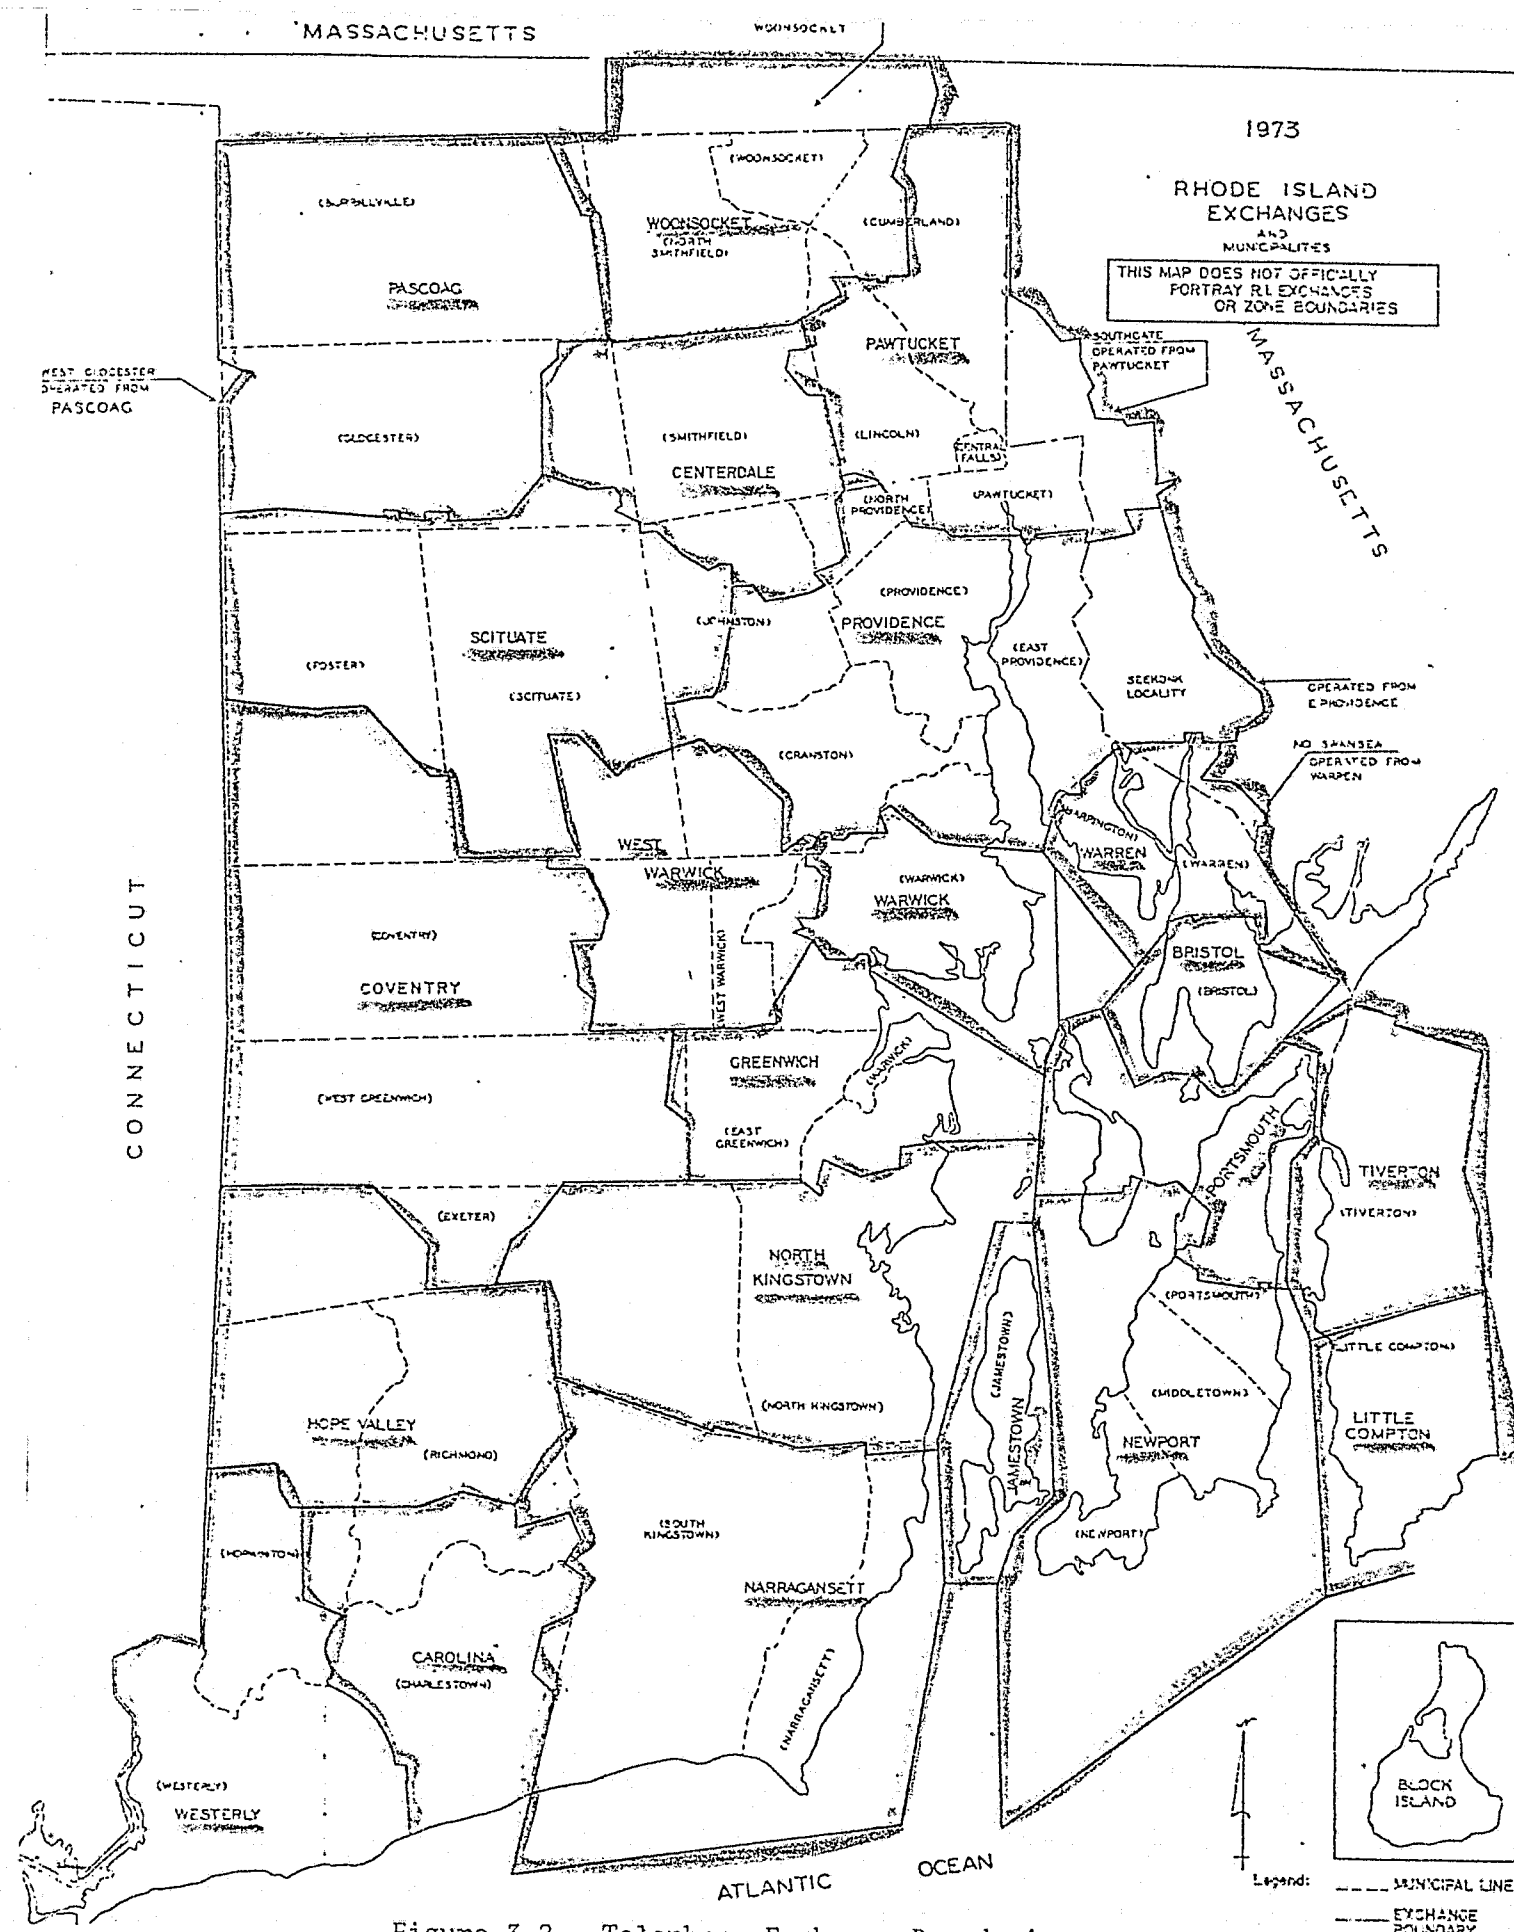 MASSACHUSETTS
WOONSOCKET
1973
RHODE ISLAND
EXCHANGES
AND
MUNICPALITES
THIS MAP DOES NOT OFFICALLY
PORTRAY R.I. EXCHANGES
OR ZONE BOUNDARIES
(WOONSOCKET)
(BURRILLVILLE)
WOONSOCKET
(NORTH
SMITHFIELD)
(CUMBERLAND)
PASCOAG
PAWTUCKET
SOUTHGATE
OPERATED FROM
PAWTUCKET
MASSACHUSETTS
WEST GLOCESTER
OPERATED FROM
PASCOAG
(GLOCESTER)
(SMITHFIELD)
CENTERDALE
(LINCOLN)
(CENTRAL
FALLS)
(NORTH
PROVIDENCE)
(PAWTUCKET)
(PROVIDENCE)
PROVIDENCE
(JOHNSTON)
SCITUATE
(FOSTER)
(SCITUATE)
(EAST
PROVIDENCE)
SEEKONK
LOCALITY
OPERATED FROM
E.PROVIDENCE
(CRANSTON)
NO. SWANSEA
OPERATED FROM
WARREN
(BARRINGTON)
WARREN
(WARREN)
WEST
WARWICK
(WARWICK)
WARWICK
CONNECTICUT
(COVENTRY)
COVENTRY
(WEST WARWICK)
BRISTOL
(BRISTOL)
GREENWICH
(WARWICK)
(WEST GREENWICH)
(EAST
GREENWICH)
PORTSMOUTH
TIVERTON
(TIVERTON)
(EXETER)
NORTH
KINGSTOWN
(PORTSMOUTH)
(LITTLE COMPTON)
(JAMESTOWN)
JAMESTOWN
(MIDDLETOWN)
(NORTH KINGSTOWN)
HOPE VALLEY
(RICHMOND)
NEWPORT
LITTLE
COMPTON
(SOUTH
KINGSTOWN)
(NEWPORT)
(HOPKINTON)
NARRAGANSETT
CAROLINA
(CHARLESTOWN)
(NARRAGANSETT)
(WESTERLY)
WESTERLY
BLOCK
ISLAND
ATLANTIC OCEAN
Legend:
MUNICIPAL LINE
EXCHANGE
BOUNDARY